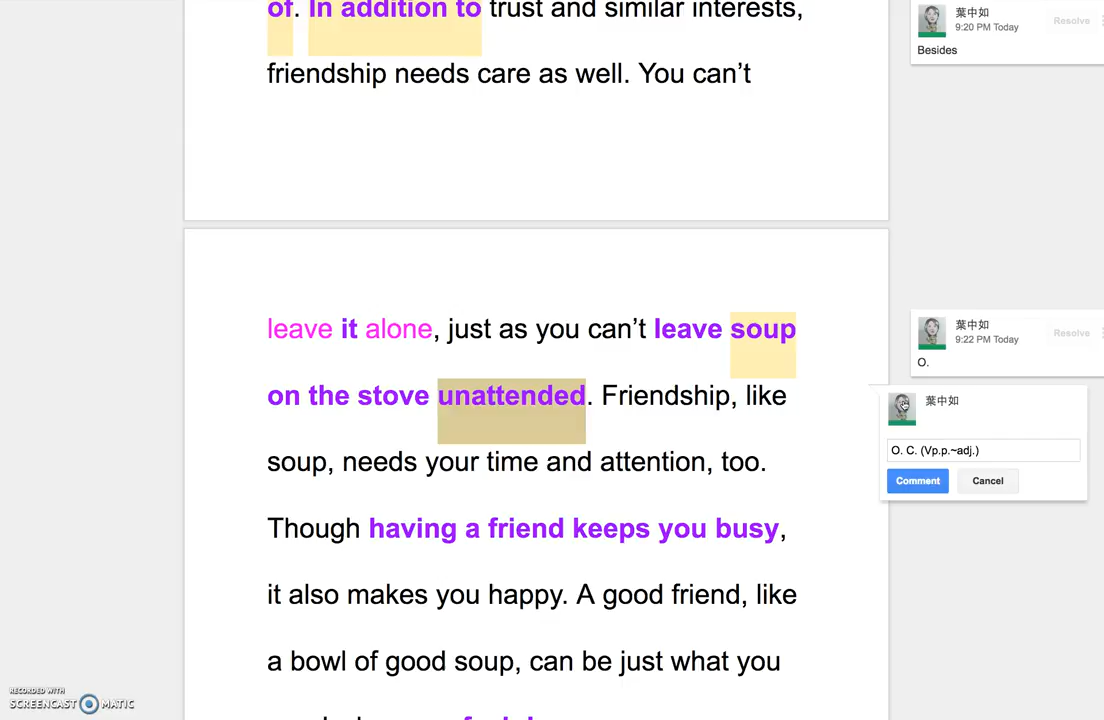 of. In addition to trust and similar interests,
friendship needs care as well. You can’t
leave it alone, just as you can’t leave soup
on the stove unattended. Friendship, like
soup, needs your time and attention, too.
Though having a friend keeps you busy,
it also makes you happy. A good friend, like
a bowl of good soup, can be just what you
葉中如
9:20 PM Today
Resolve
Besides
葉中如
9:22 PM Today
Resolve
O.
葉中如
O. C. (Vp.p.~adj.)
Comment
Cancel
RECORDED WITH
SCREENCAST MATIC